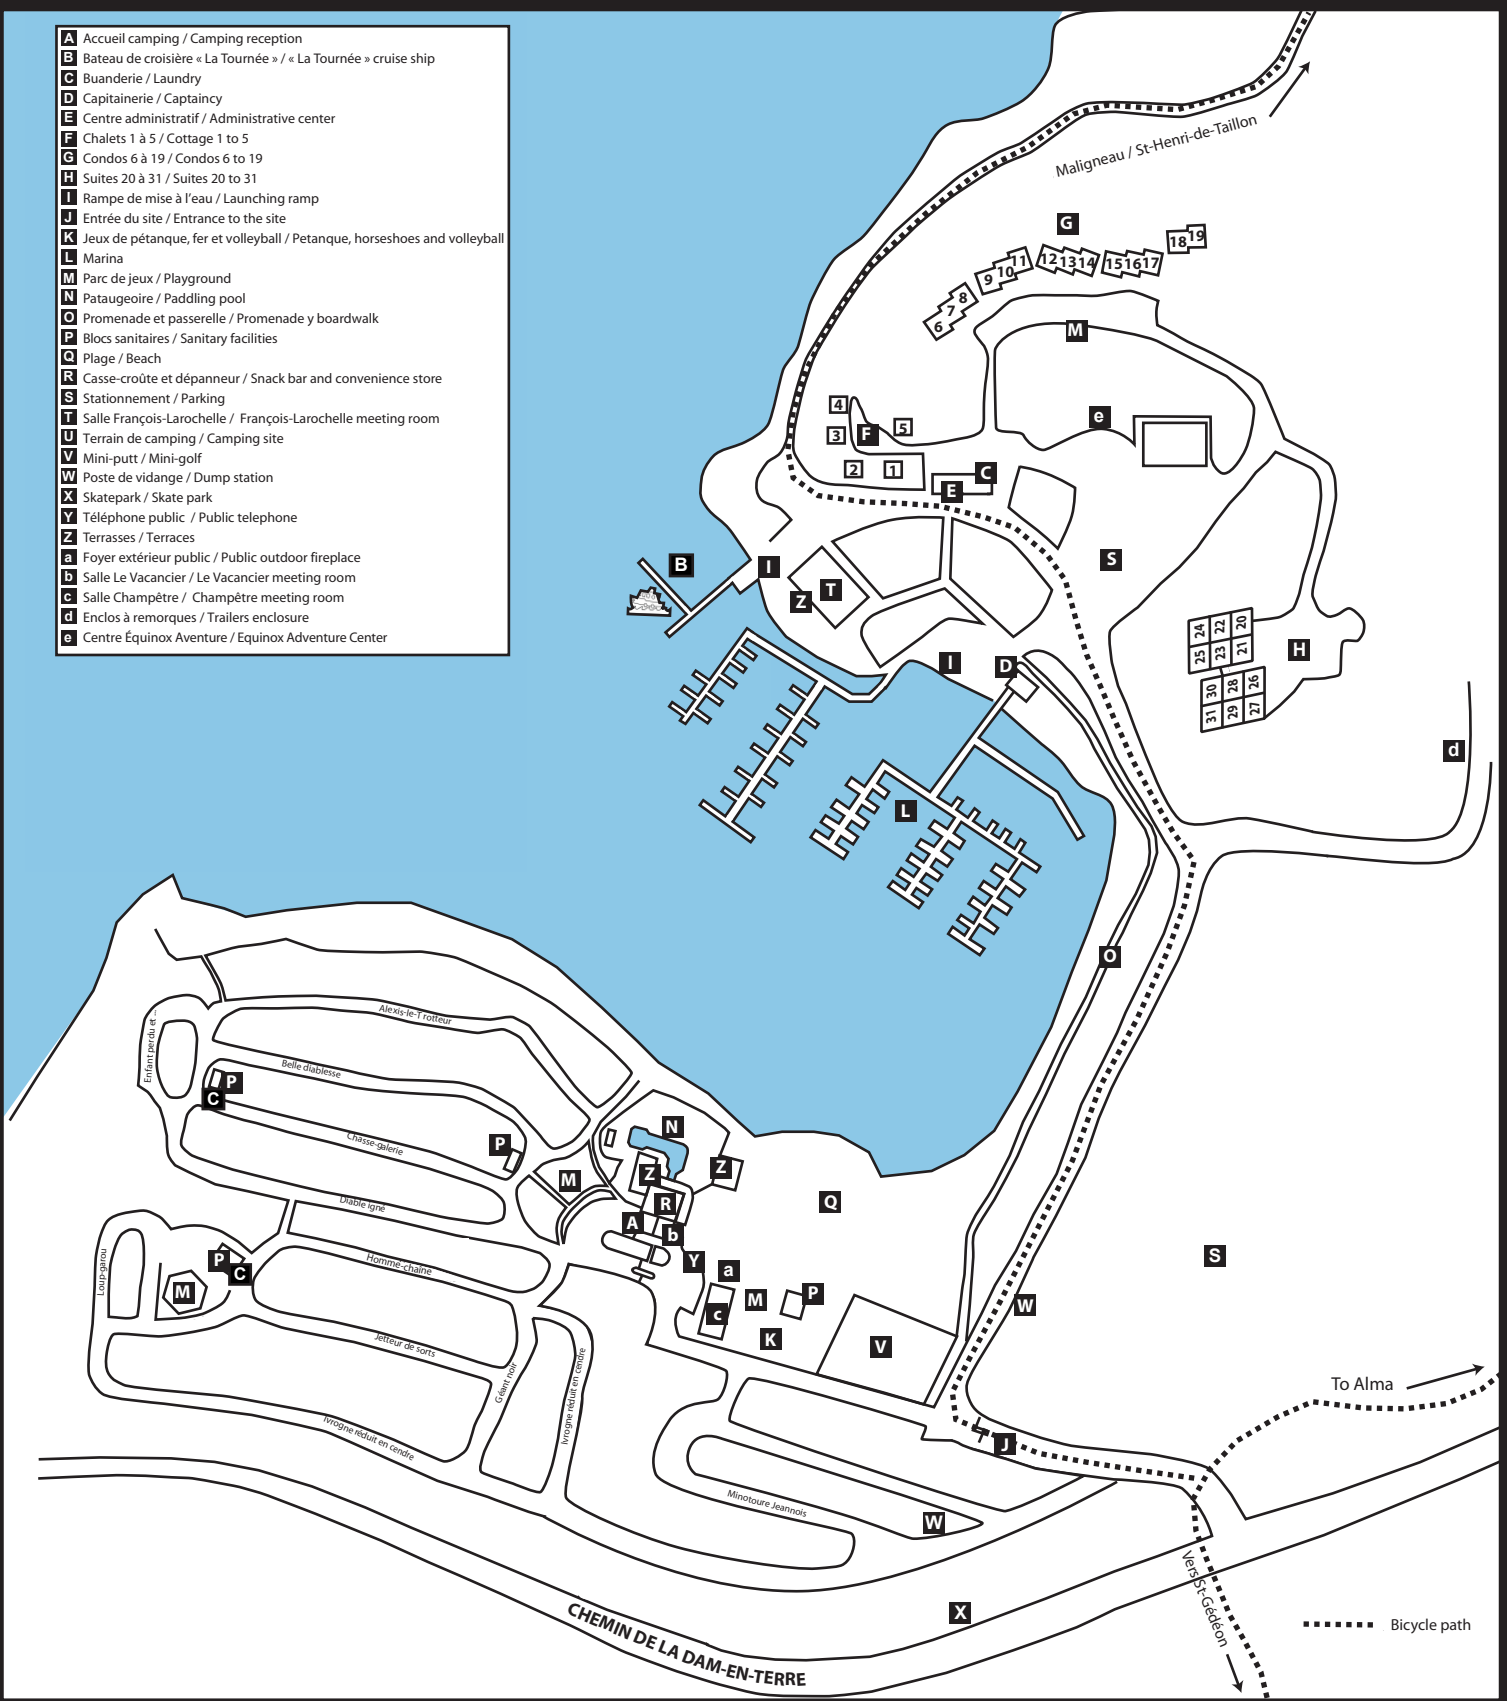 A Accueil camping / Camping reception
B Bateau de croisière « La Tournée » / « La Tournée » cruise ship
C Buanderie / Laundry
D Capitainerie / Captaincy
E Centre administratif / Administrative center
F Chalets 1 à 5 / Cottage 1 to 5
G Condos 6 à 19 / Condos 6 to 19
H Suites 20 à 31 / Suites 20 to 31
I Rampe de mise à l'eau / Launching ramp
J Entrée du site / Entrance to the site
K Jeux de pétanque, fer et volleyball / Petanque, horseshoes and volleyball
L Marina
M Parc de jeux / Playground
N Pataugeoire / Paddling pool
O Promenade et passerelle / Promenade y boardwalk
P Blocs sanitaires / Sanitary facilities
Q Plage / Beach
R Casse-croûte et dépanneur / Snack bar and convenience store
S Stationnement / Parking
T Salle François-Larochelle / François-Larochelle meeting room
U Terrain de camping / Camping site
V Mini-putt / Mini-golf
W Poste de vidange / Dump station
X Skatepark / Skate park
Y Téléphone public / Public telephone
Z Terrasses / Terraces
a Foyer extérieur public / Public outdoor fireplace
b Salle Le Vacancier / Le Vacancier meeting room
c Salle Champêtre / Champêtre meeting room
d Enclos à remorques / Trailers enclosure
e Centre Équinox Aventure / Equinox Adventure Center
Maligneau / St-Henri-de-Taillon
G
18 19
11 12 13 14 15 16 17
9 10
8
7
6
M
4
3 F 5
e
2 1
E C
B I
Z T
S
24 22 20
25 23 21
H
30 28 26
31 29 27
I D
d
L
O
Alexis-le-Trotteur
Enfant perdu et ...
Belle diablesse
P
C
Chasse-galerie
P
N
M
Z Z
R
Diable igné
A
b
Q
Y
a
S
Loup-garou
P
C
M
Homme-chaîne
M P
c
K
V
W
Jetteur de sorts
Géant noir
Ivrogne réduit en cendre
Ivrogne réduit en cendre
To Alma
J
Minotoure Jeannois
W
Vers St-Gédéon
X
CHEMIN DE LA DAM-EN-TERRE
Bicycle path